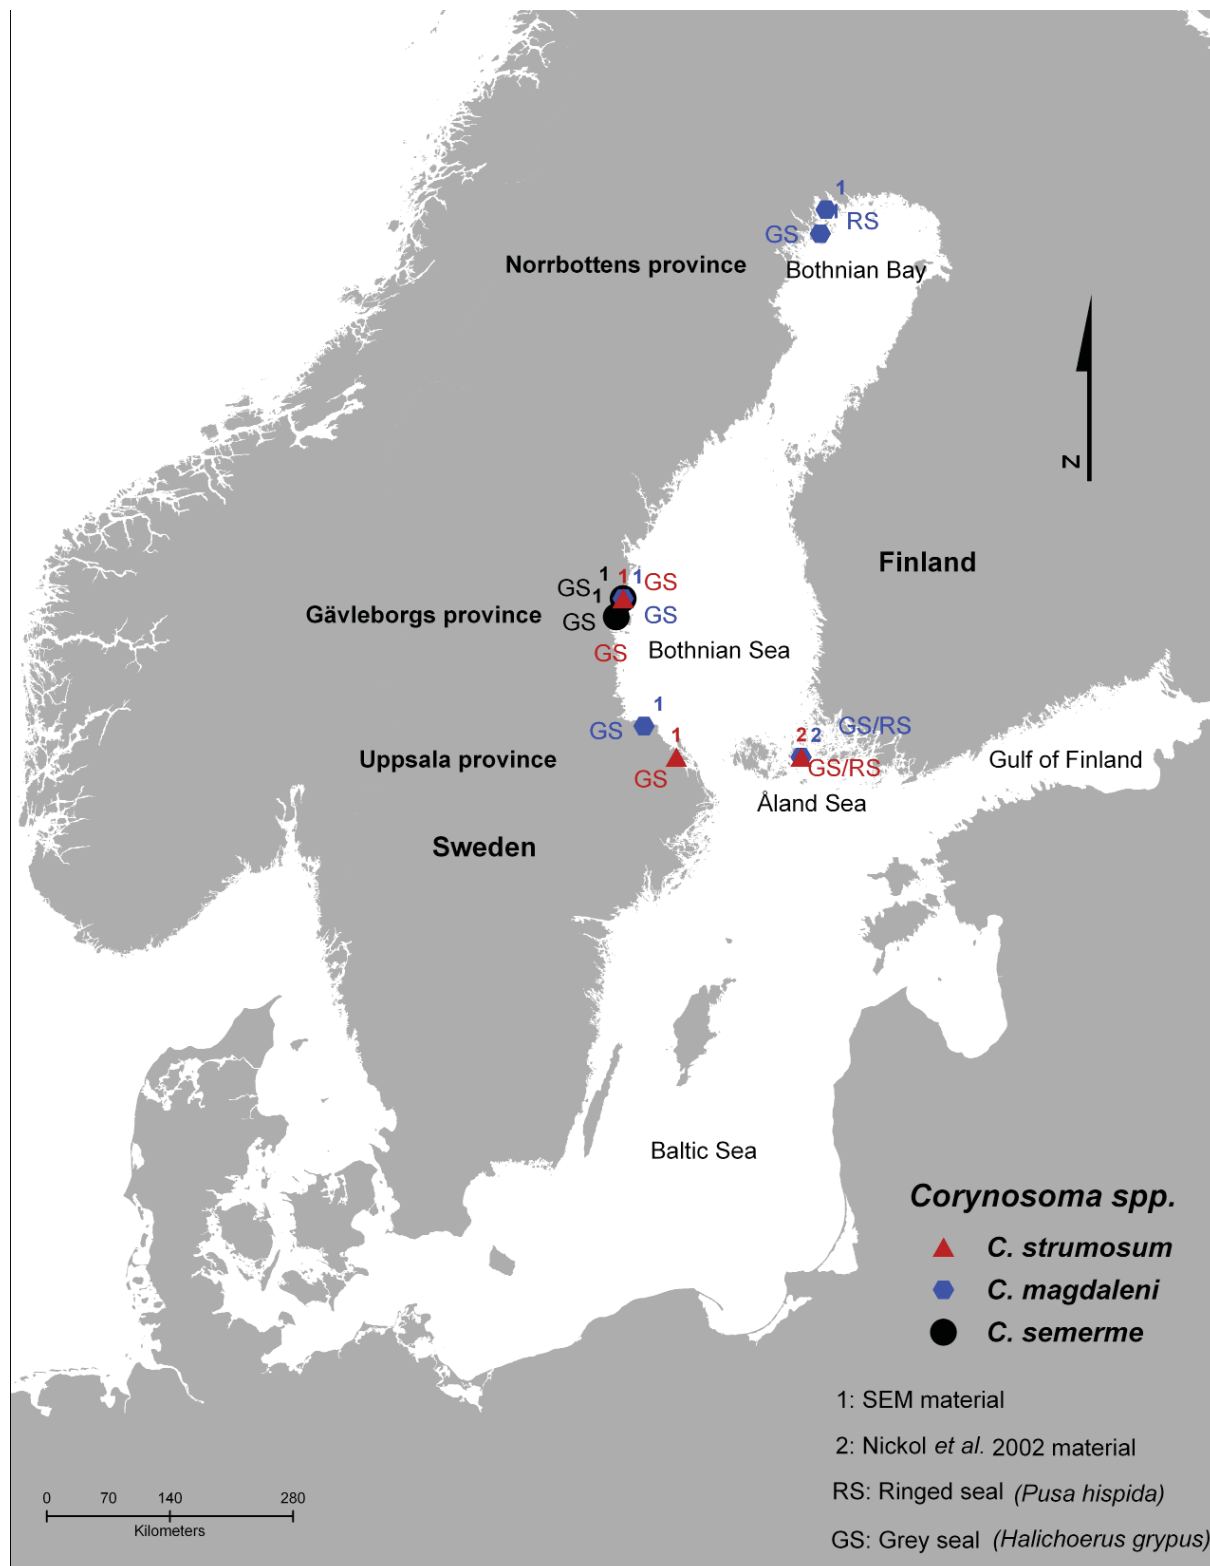 1
RS
GS
Norrbottens province
Bothnian Bay
N
Finland
1 1 1
GS GS
1
GS GS
Gävleborgs province
GS
Bothnian Sea
1
GS
1
GS
Uppsala province
2 2
GS/RS
GS/RS
Gulf of Finland
Åland Sea
Sweden
Baltic Sea
Corynosoma spp.
C. strumosum
C. magdaleni
C. semerme
1: SEM material
2: Nickol et al. 2002 material
RS: Ringed seal (Pusa hispida)
GS: Grey seal (Halichoerus grypus)
0 70 140 280
Kilometers